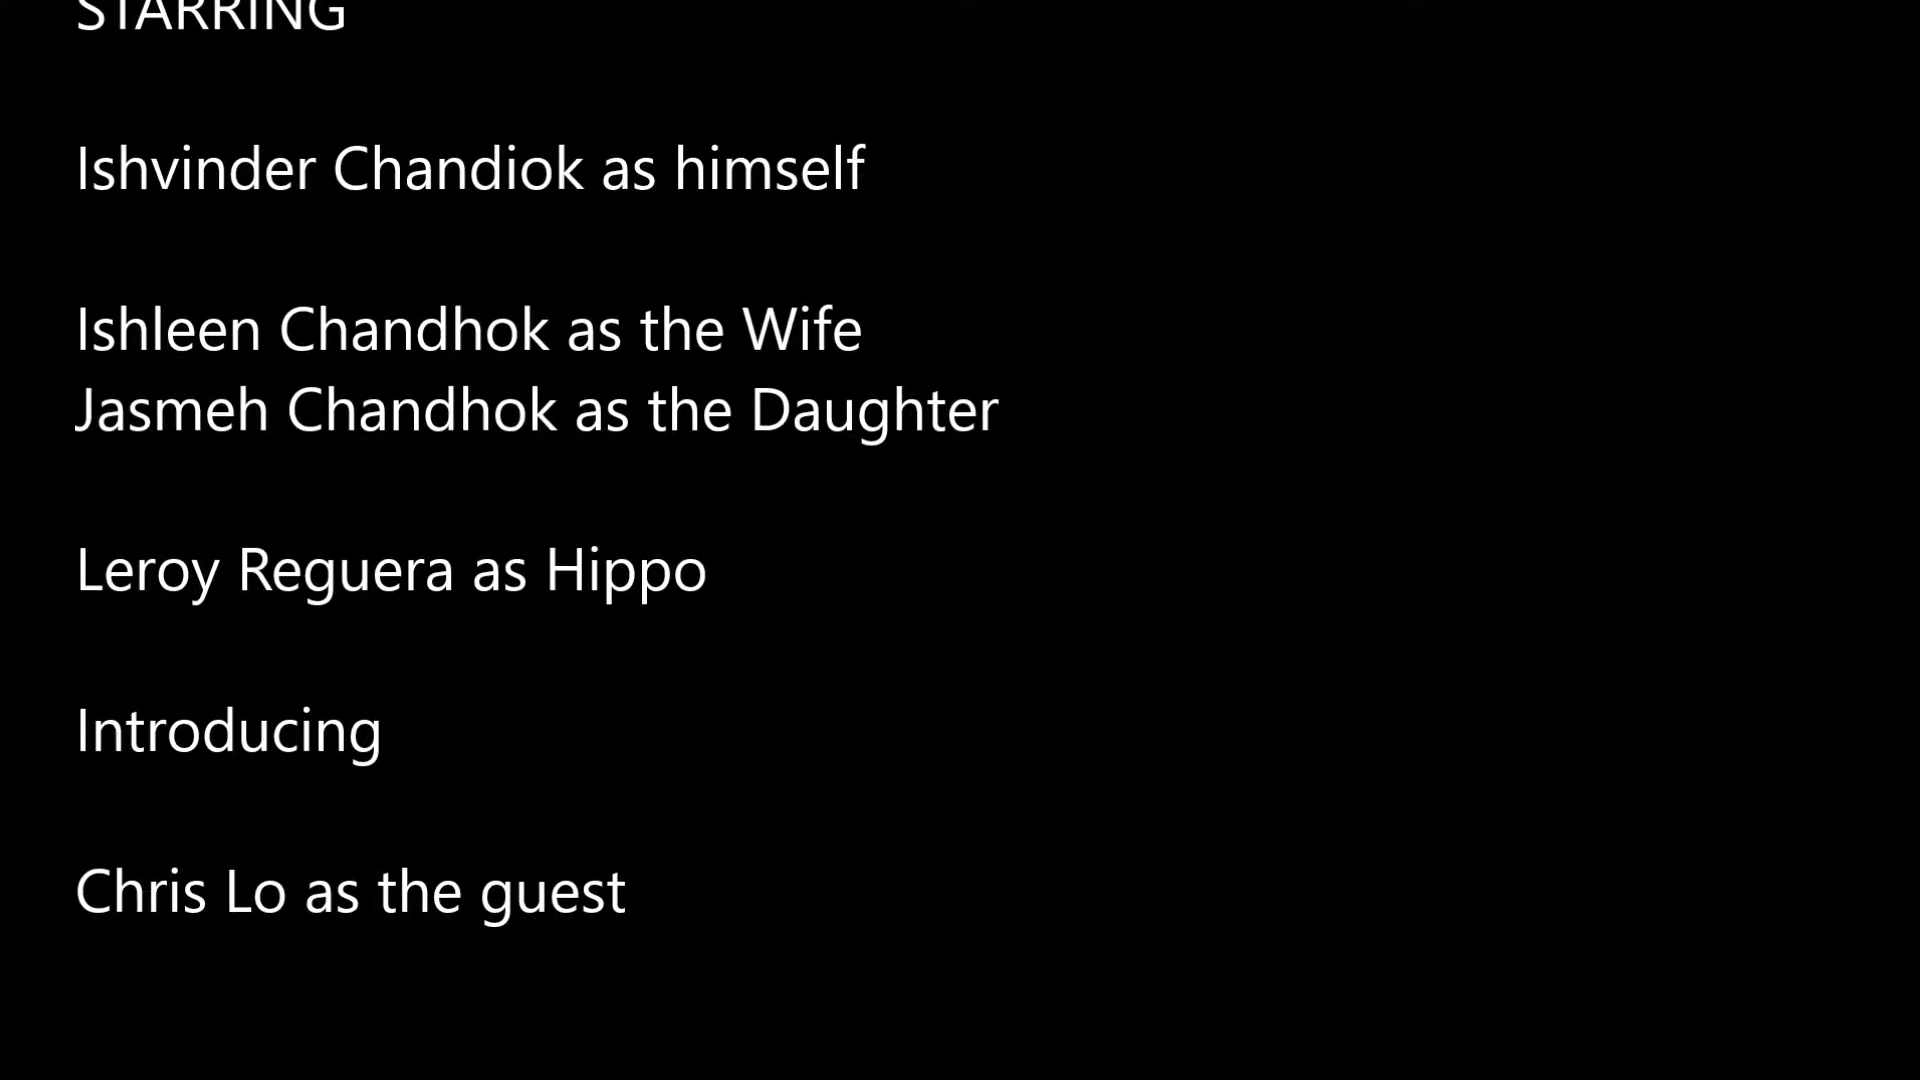 STARRING
Ishvinder Chandiok as himself
Ishleen Chandhok as the Wife
Jasmeh Chandhok as the Daughter
Leroy Reguera as Hippo
Introducing
Chris Lo as the guest